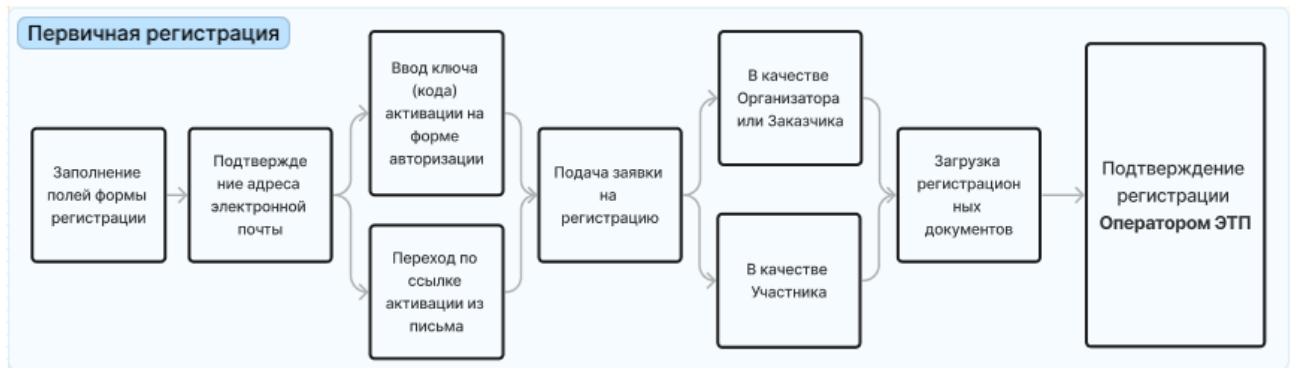 Первичная регистрация
Заполнение
полей формы
регистрации
Подтвержде
ние адреса
электронной
почты
Ввод ключа
(кода)
активации на
форме
авторизации
Переход по
ссылке
активации из
письма
Подача заявки
на
регистрацию
В качестве
Организатора
или Заказчика
В качестве
Участника
Загрузка
регистрацион
ных
документов
Подтверждение
регистрации
Оператором ЭТП